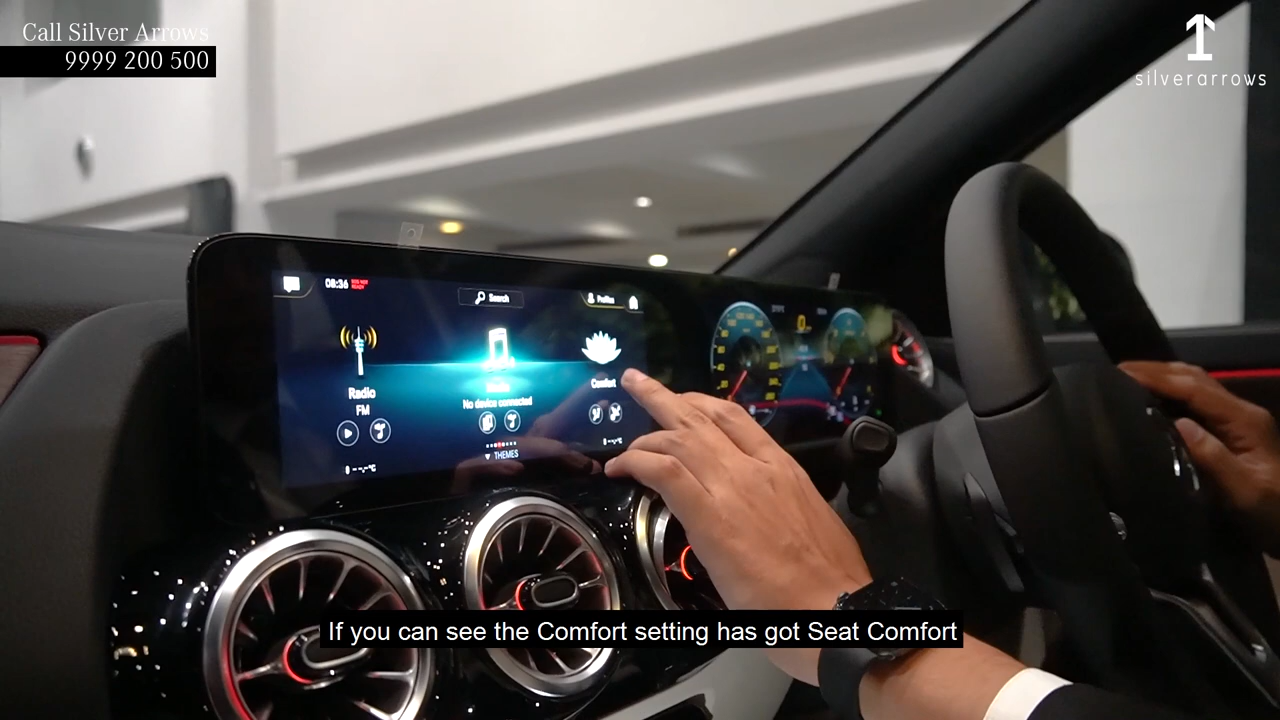 Call Silver Arrows
9999 200 500
silverarrows
08:36
Search
Profiles
Radio
FM
No device connected
Comfort
THEMES
If you can see the Comfort setting has got Seat Comfort